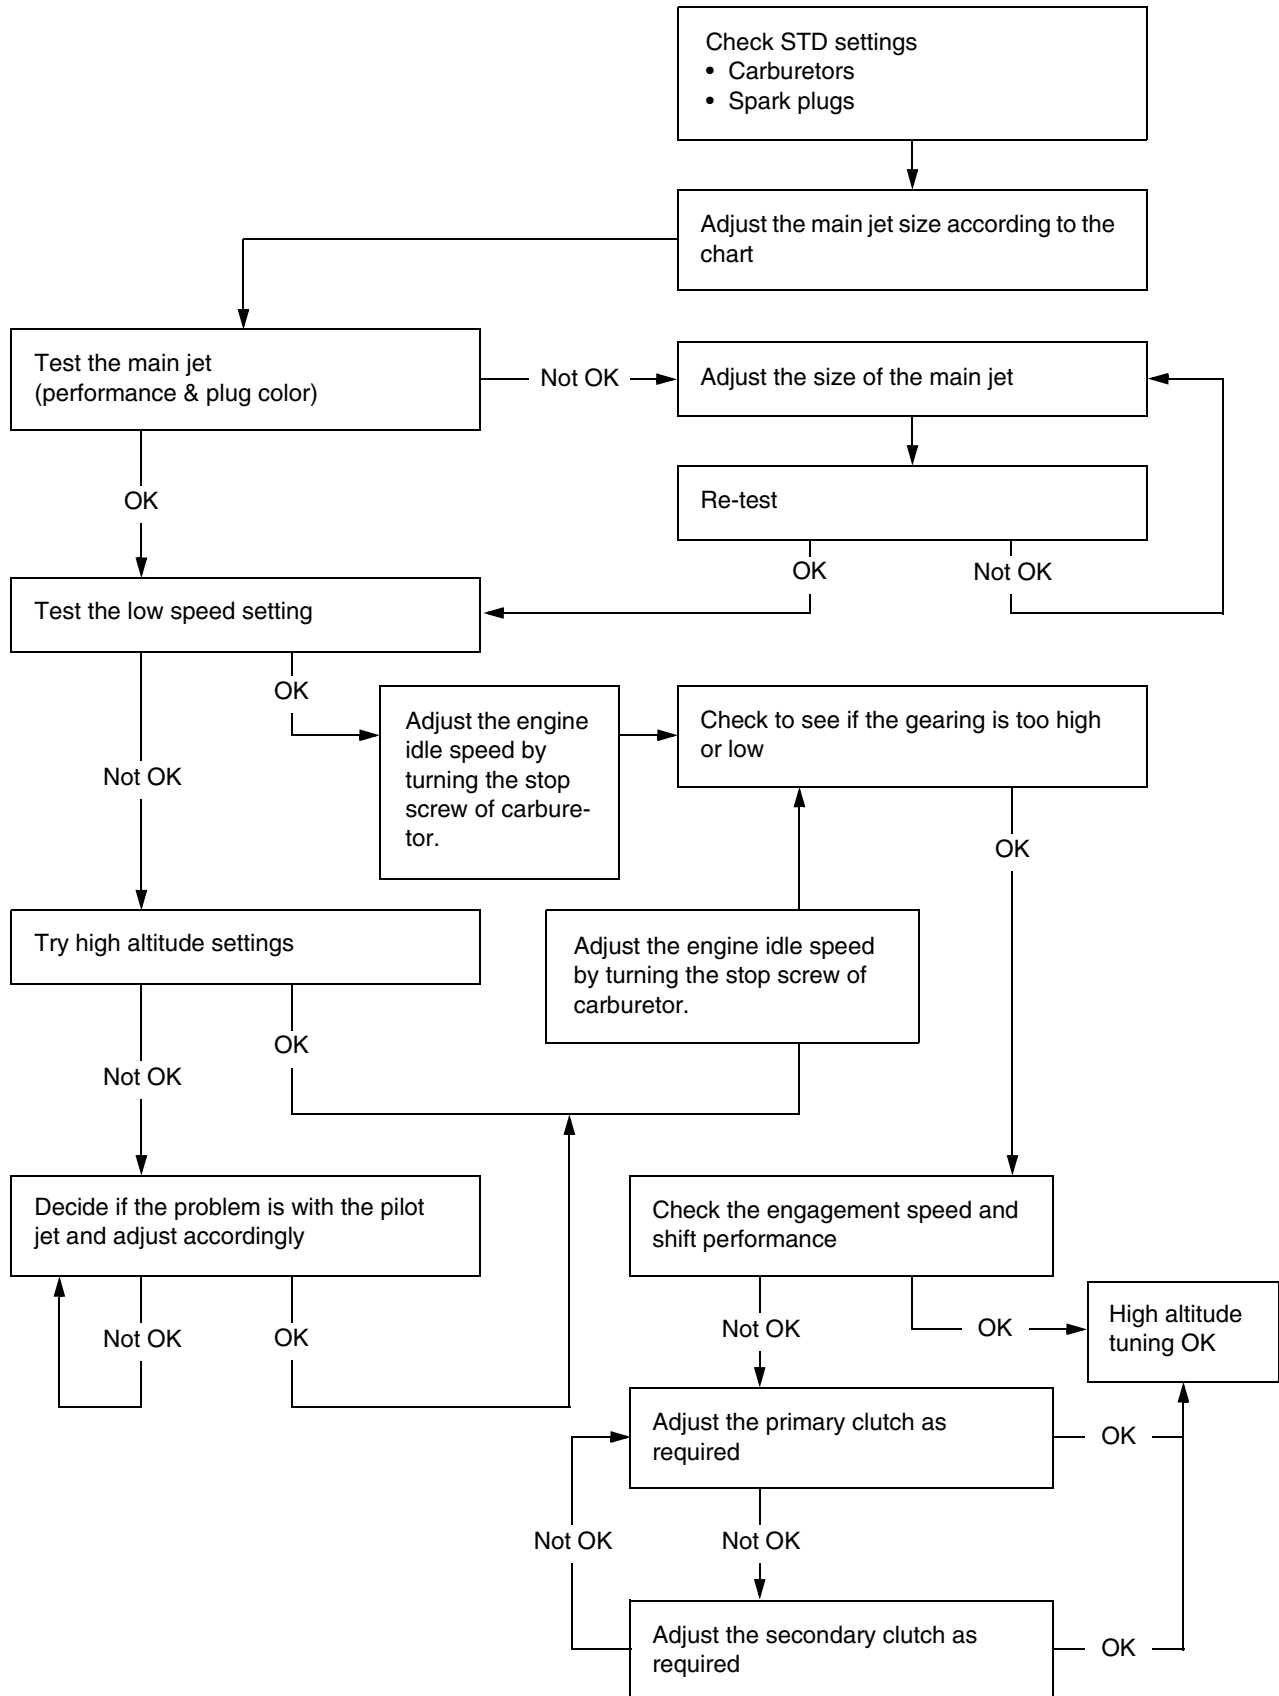 Check STD settings
• Carburetors
• Spark plugs
Adjust the main jet size according to the
chart
Test the main jet
(performance & plug color)
Not OK
Adjust the size of the main jet
OK
Re-test
OK
Not OK
Test the low speed setting
OK
Not OK
Adjust the engine
idle speed by
turning the stop
screw of carbure-
tor.
Check to see if the gearing is too high
or low
OK
Try high altitude settings
Adjust the engine idle speed
by turning the stop screw of
carburetor.
OK
Not OK
Decide if the problem is with the pilot
jet and adjust accordingly
Not OK
OK
Check the engagement speed and
shift performance
Not OK
OK
High altitude
tuning OK
Adjust the primary clutch as
required
OK
Not OK
Not OK
Adjust the secondary clutch as
required
OK